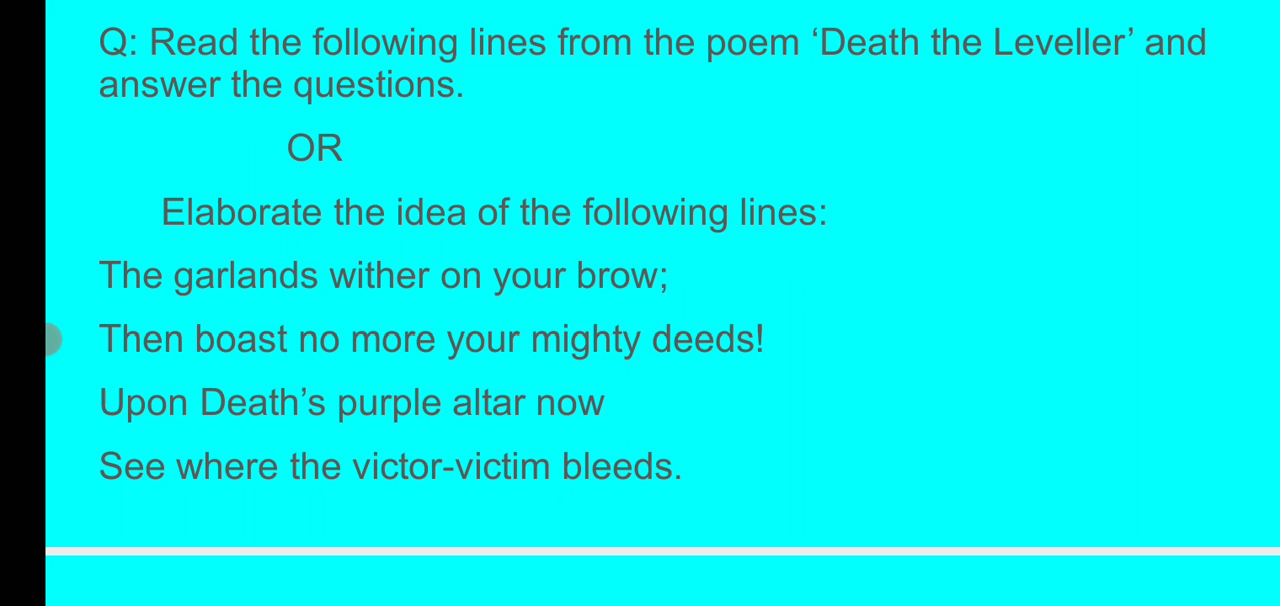 Q: Read the following lines from the poem ‘Death the Leveller’ and
answer the questions.
OR
Elaborate the idea of the following lines:
The garlands wither on your brow;
Then boast no more your mighty deeds!
Upon Death’s purple altar now
See where the victor-victim bleeds.